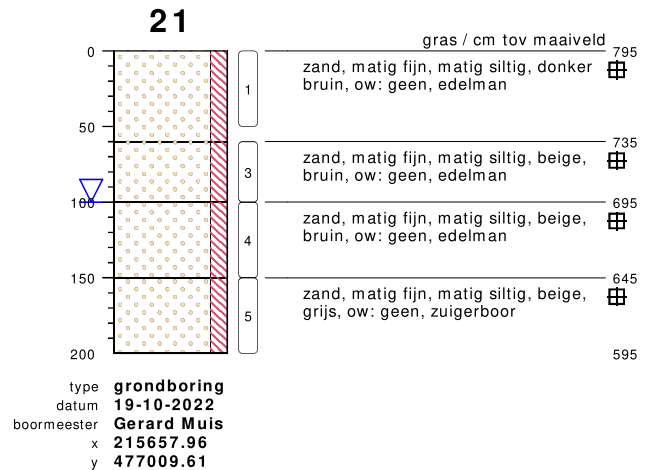 21
gras / cm tov maaiveld
0
795
zand, matig fijn, matig siltig, donker
bruin, ow: geen, edelman
1
50
735
zand, matig fijn, matig siltig, beige,
bruin, ow: geen, edelman
3
100
695
zand, matig fijn, matig siltig, beige,
bruin, ow: geen, edelman
4
150
645
zand, matig fijn, matig siltig, beige,
grijs, ow: geen, zuigerboor
5
200
595
type grondboring
datum 19-10-2022
boormeester Gerard Muis
x 215657.96
y 477009.61